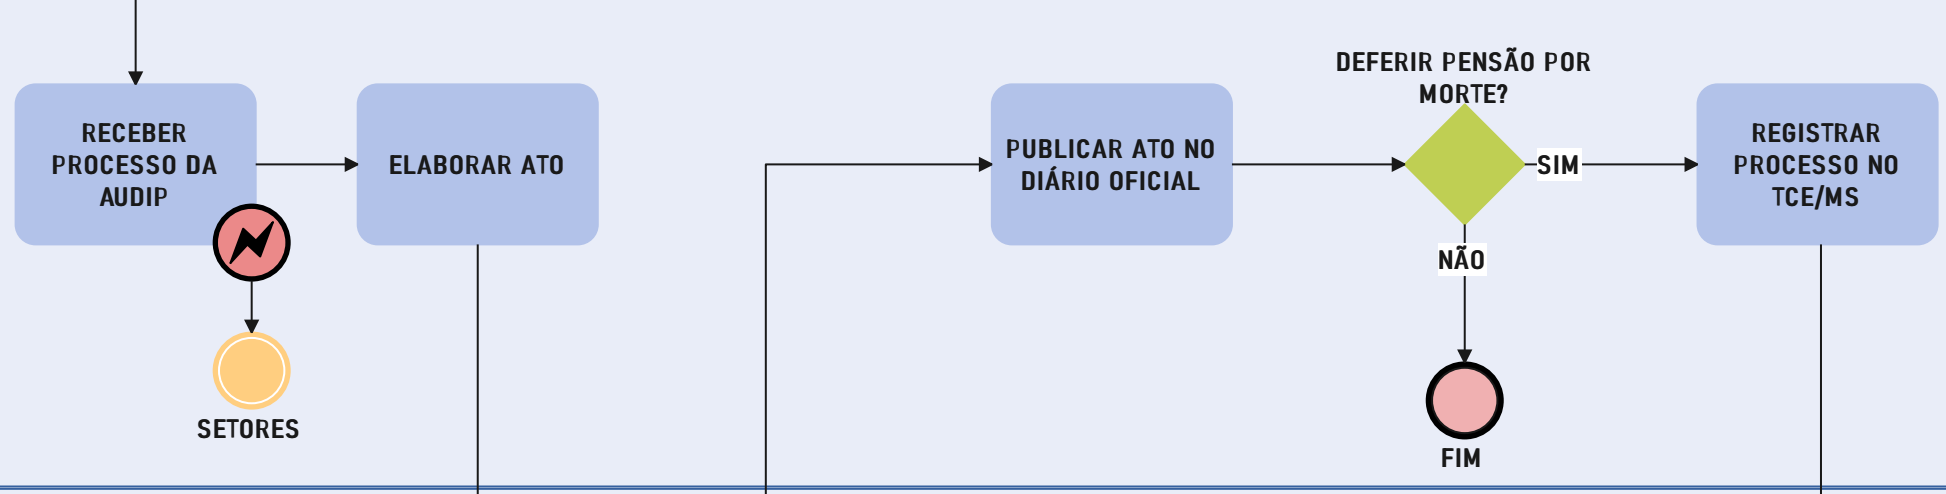 RECEBER
PROCESSO DA
AUDIP
ELABORAR ATO
SETORES
PUBLICAR ATO NO
DIÁRIO OFICIAL
DEFERIR PENSÃO POR
MORTE?
SIM
NÃO
FIM
REGISTRAR
PROCESSO NO
TCE/MS